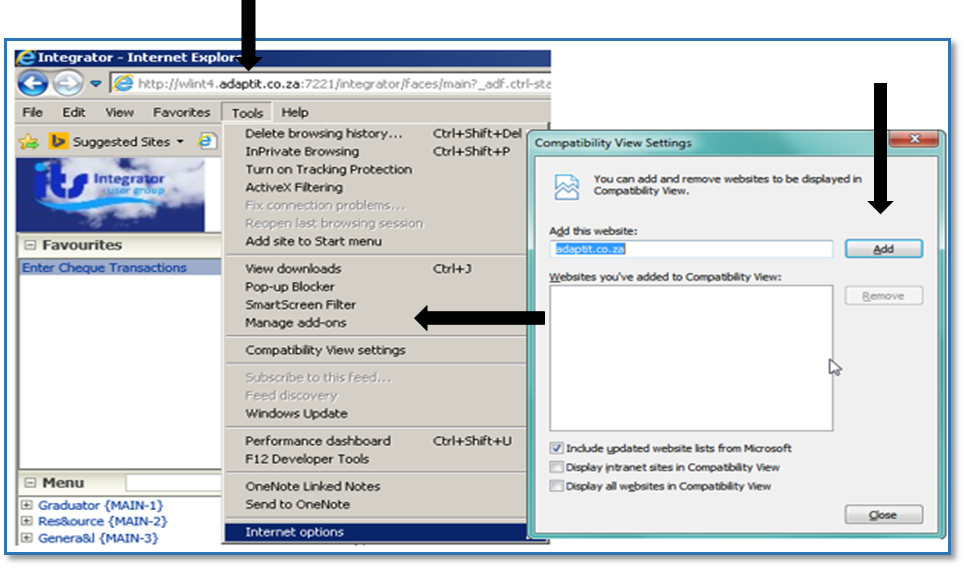 Integrator - Internet Explor
http://wlint4.adaptit.co.za:7221/integrator/faces/main?_adf.ctrl-sta
File Edit View Favorites Tools Help
Suggested Sites
its Integrator
user group
Favourites
Enter Cheque Transactions
Menu
Graduator {MAIN-1}
Res&ource {MAIN-2}
Genera&l {MAIN-3}
Delete browsing history... Ctrl+Shift+Del
InPrivate Browsing Ctrl+Shift+P
Turn on Tracking Protection
ActiveX Filtering
Fix connection problems...
Reopen last browsing session
Add site to Start menu
View downloads Ctrl+J
Pop-up Blocker
SmartScreen Filter
Manage add-ons
Compatibility View settings
Subscribe to this feed...
Feed discovery
Windows Update
Performance dashboard Ctrl+Shift+U
F12 Developer Tools
OneNote Linked Notes
Send to OneNote
Internet options
Compatibility View Settings
You can add and remove websites to be displayed in
Compatibility View.
Add this website:
adaptit.co.za Add
Websites you've added to Compatibility View:
Remove
Include updated website lists from Microsoft
Display intranet sites in Compatibility View
Display all websites in Compatibility View
Close